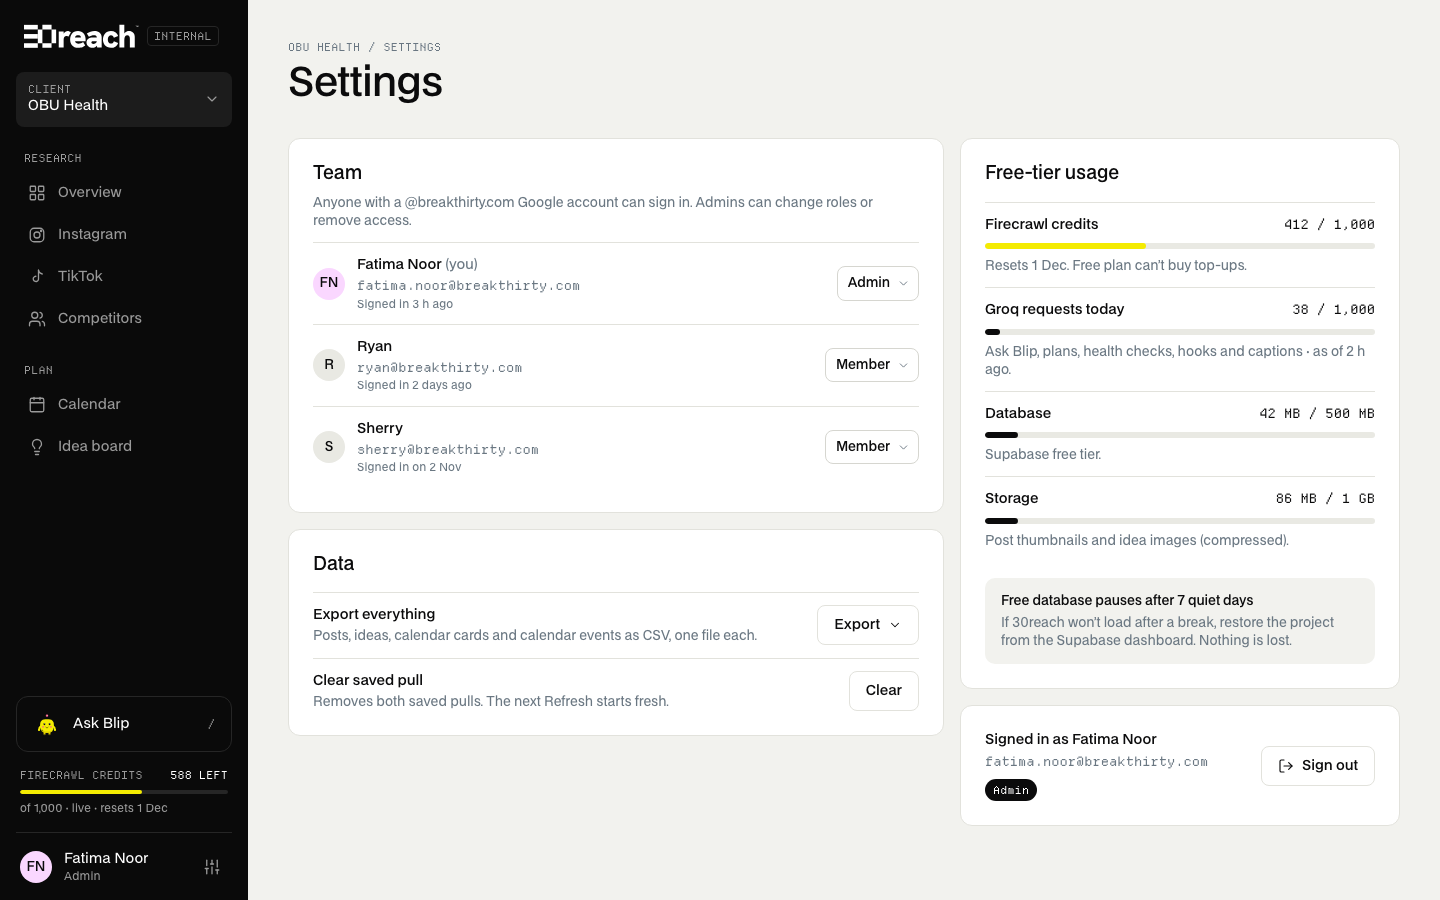 30reach INTERNAL
CLIENT
OBU Health
RESEARCH
Overview
Instagram
TikTok
Competitors
PLAN
Calendar
Idea board
Ask Blip /
FIRECRAWL CREDITS 588 LEFT
of 1,000 · live · resets 1 Dec
FN Fatima Noor
Admin
OBU HEALTH / SETTINGS
Settings
Team
Anyone with a @breakthirty.com Google account can sign in. Admins can change roles or
remove access.
FN
Fatima Noor (you)
fatima.noor@breakthirty.com
Signed in 3 h ago
Admin
R
Ryan
ryan@breakthirty.com
Signed in 2 days ago
Member
S
Sherry
sherry@breakthirty.com
Signed in on 2 Nov
Member
Data
Export everything
Posts, ideas, calendar cards and calendar events as CSV, one file each.
Export
Clear saved pull
Removes both saved pulls. The next Refresh starts fresh.
Clear
Free-tier usage
Firecrawl credits 412 / 1,000
Resets 1 Dec. Free plan can't buy top-ups.
Groq requests today 38 / 1,000
Ask Blip, plans, health checks, hooks and captions · as of 2 h
ago.
Database 42 MB / 500 MB
Supabase free tier.
Storage 86 MB / 1 GB
Post thumbnails and idea images (compressed).
Free database pauses after 7 quiet days
If 30reach won't load after a break, restore the project
from the Supabase dashboard. Nothing is lost.
Signed in as Fatima Noor
fatima.noor@breakthirty.com
Admin
Sign out